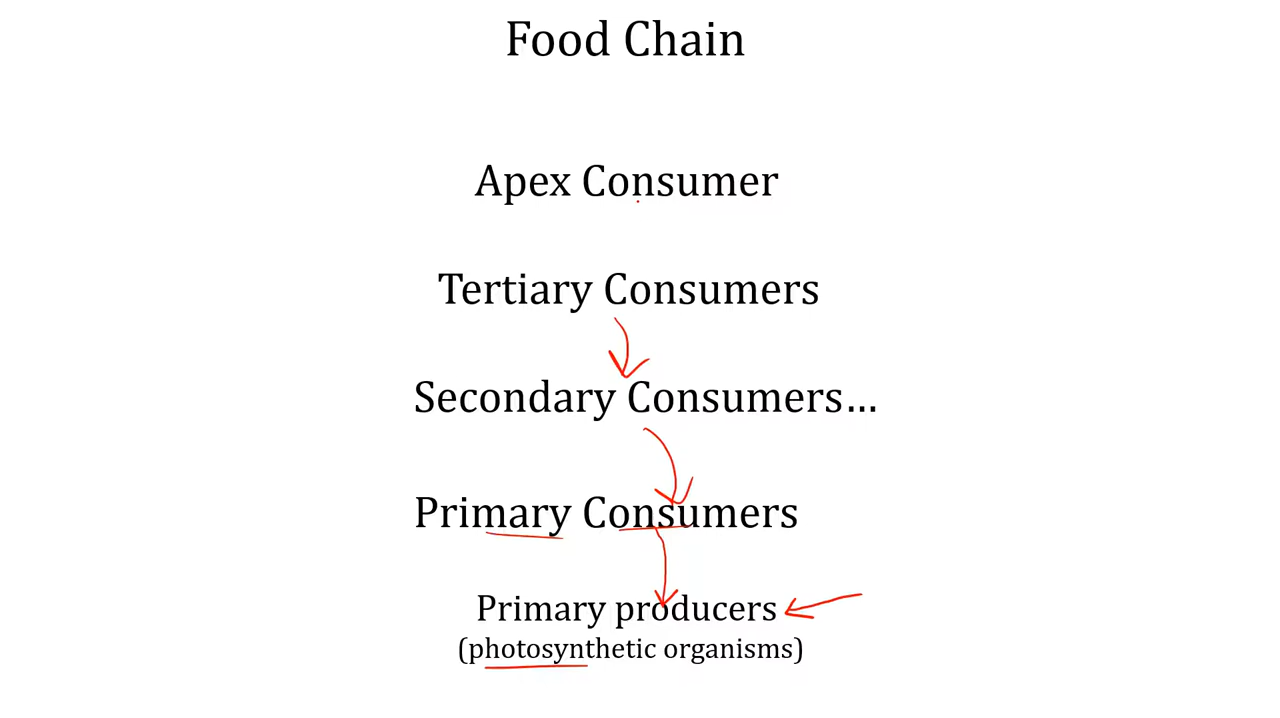 Food Chain
Apex Consumer
Tertiary Consumers
Secondary Consumers...
Primary Consumers
Primary producers
(photosynthetic organisms)